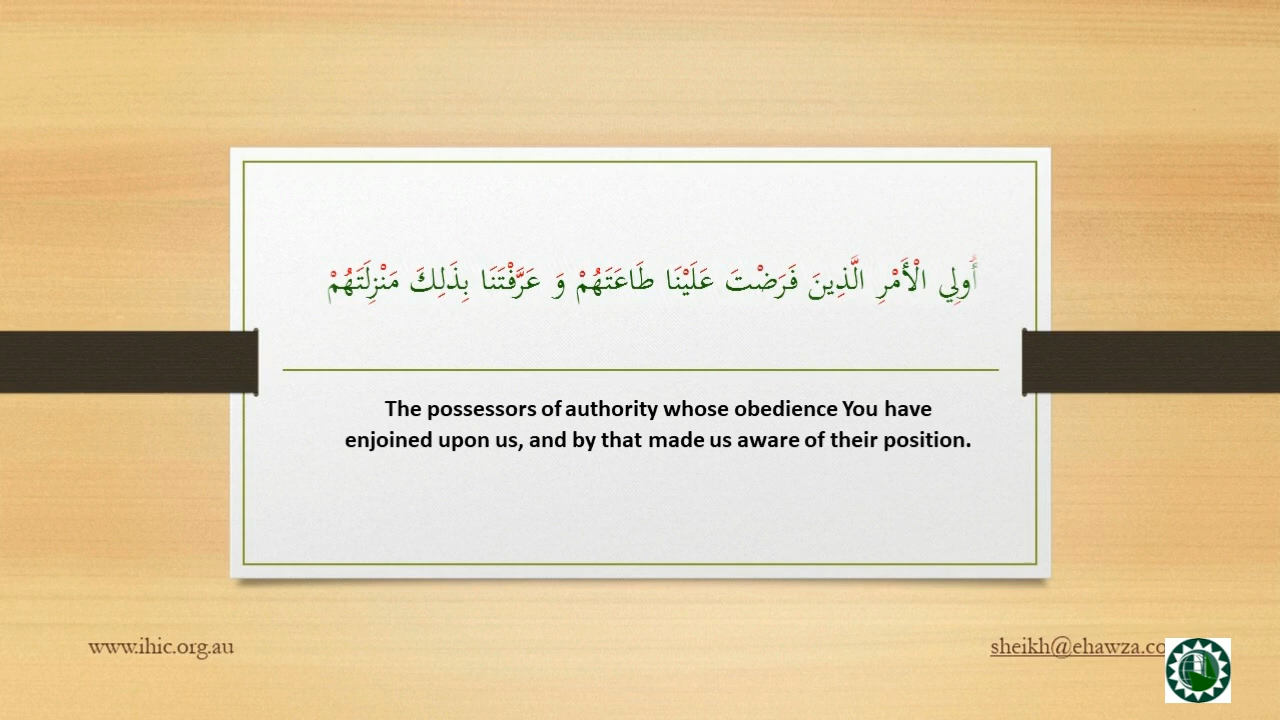 أُولِي الْأَمْرِ الَّذِينَ فَرَضْتَ عَلَيْنَا طَاعَتَهُمْ وَ عَرَّفْتَنَا بِذَلِكَ مَنْزِلَتَهُمْ
The possessors of authority whose obedience You have
enjoined upon us, and by that made us aware of their position.
www.ihic.org.au
sheikh@ehawza.co